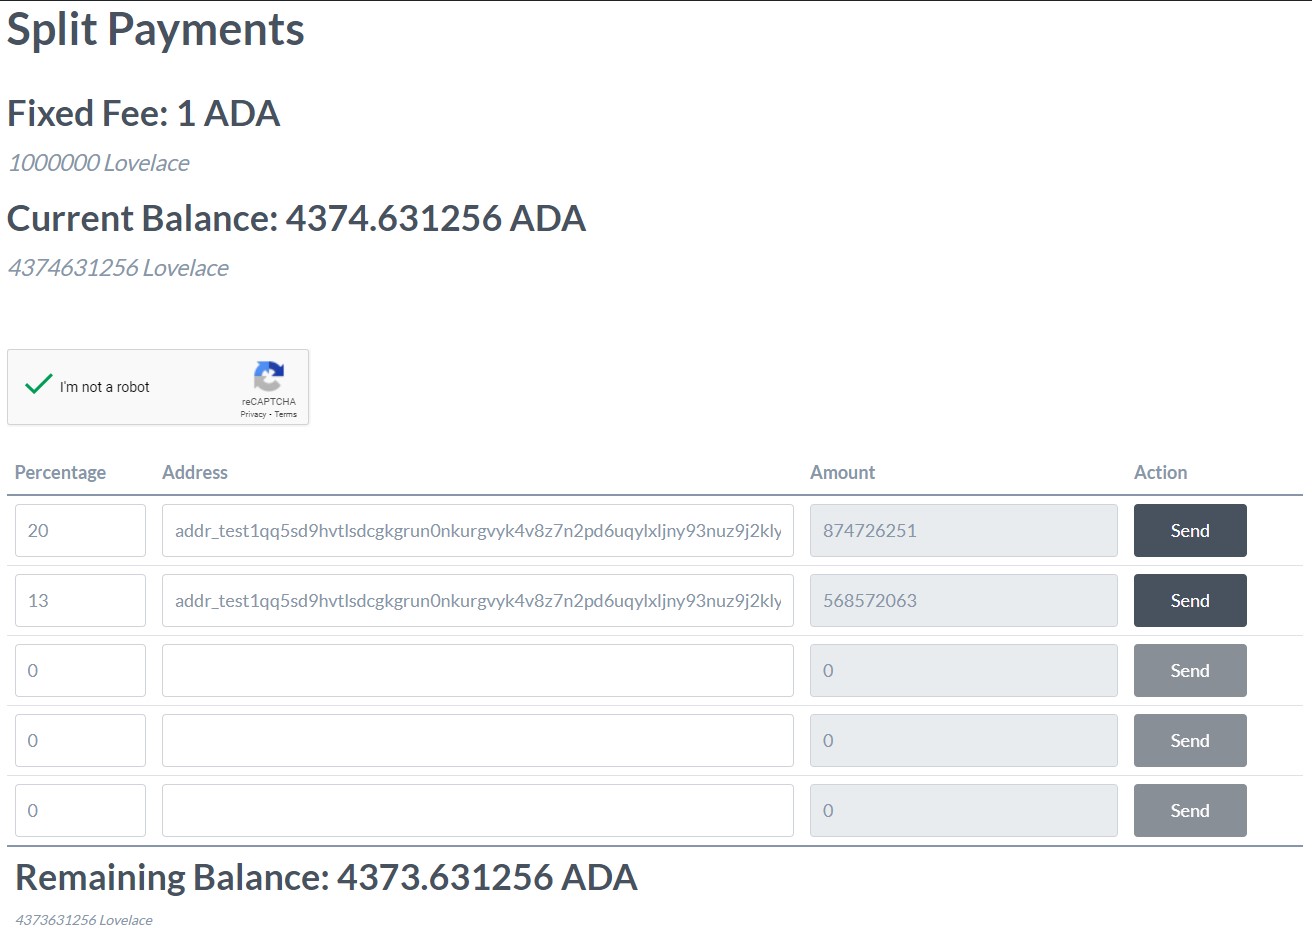 Split Payments
Fixed Fee: 1 ADA
1000000 Lovelace
Current Balance: 4374.631256 ADA
4374631256 Lovelace
I'm not a robot
reCAPTCHA
Privacy - Terms
Percentage Address Amount Action
20 addr_test1qq5sd9hvtlsdcgkgrun0nkurgvyk4v8z7n2pd6uqylxljny93nuz9j2kly 874726251 Send
13 addr_test1qq5sd9hvtlsdcgkgrun0nkurgvyk4v8z7n2pd6uqylxljny93nuz9j2kly 568572063 Send
0 0 Send
0 0 Send
0 0 Send
Remaining Balance: 4373.631256 ADA
4373631256 Lovelace